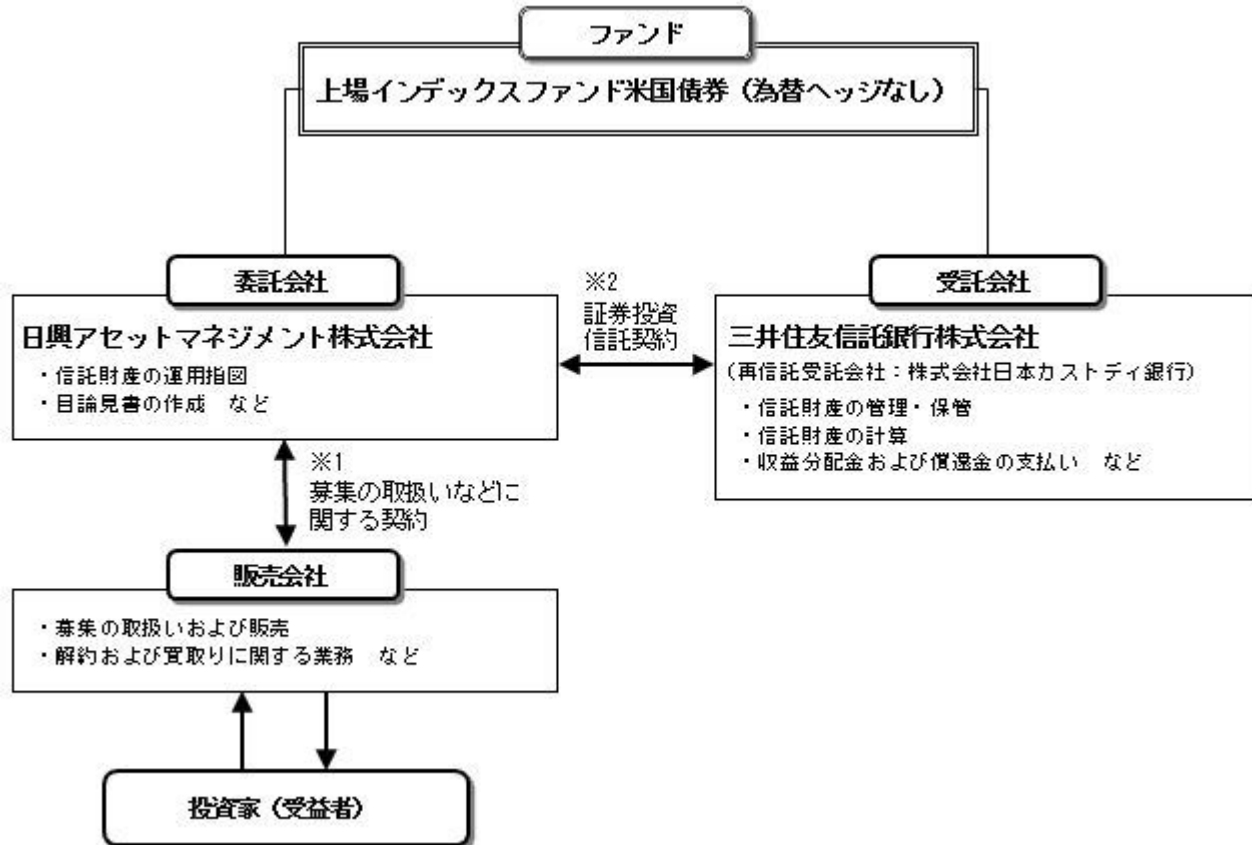 ファンド
上場インデックスファンド米国債券（為替ヘッジなし）
委託会社
日興アセットマネジメント株式会社
・信託財産の運用指図
・目論見書の作成　など
※2
証券投資
信託契約
受託会社
三井住友信託銀行株式会社
（再信託受託会社：株式会社日本カストディ銀行）
・信託財産の管理・保管
・信託財産の計算
・収益分配金および償還金の支払い　など
※1
募集の取扱いなどに
関する契約
販売会社
・募集の取扱いおよび販売
・解約および買取りに関する業務　など
投資家（受益者）